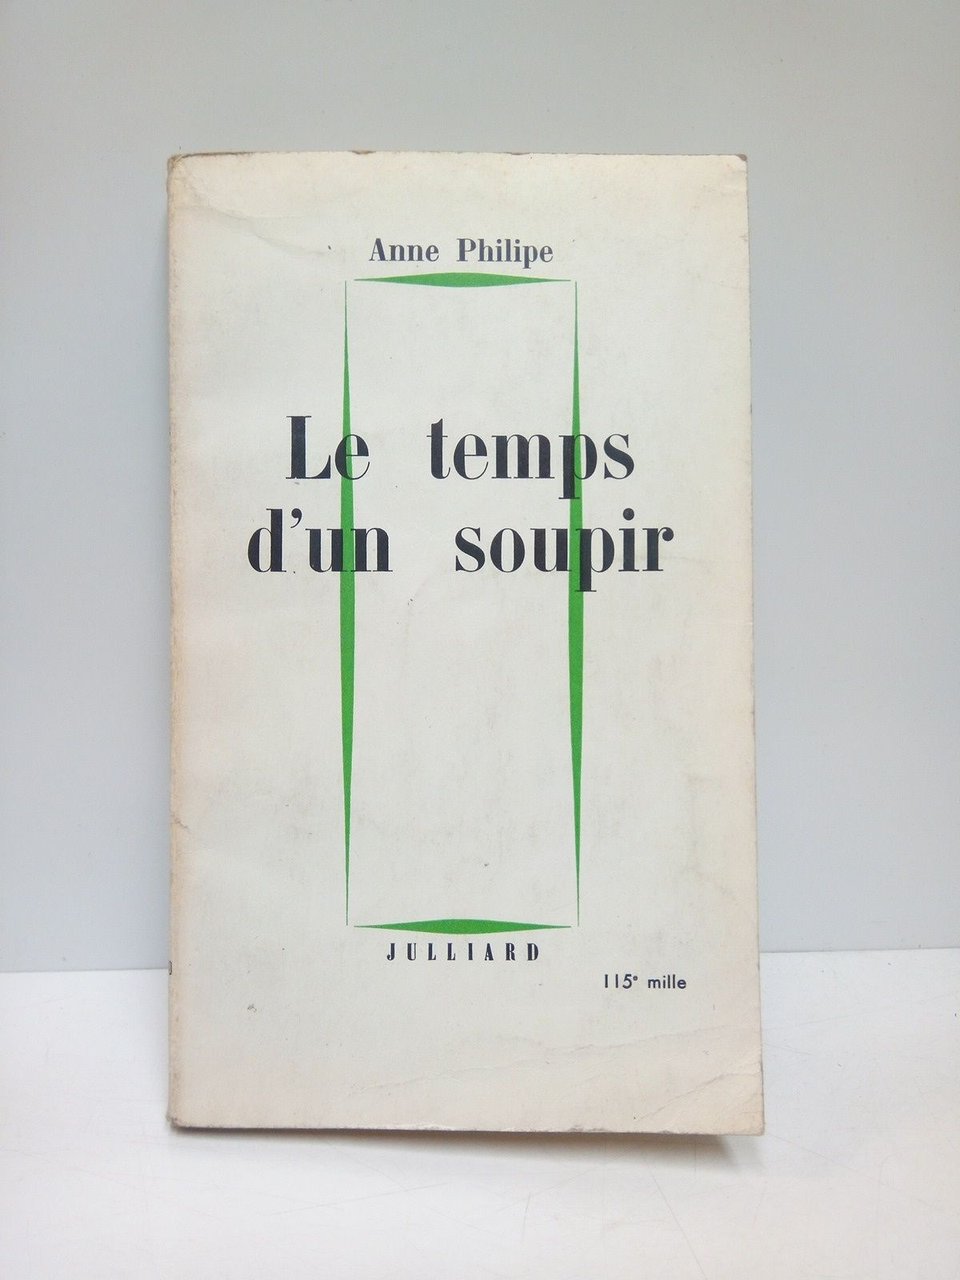 Anne Philipe
Le temps
d'un soupir
JULLIARD
115e mille